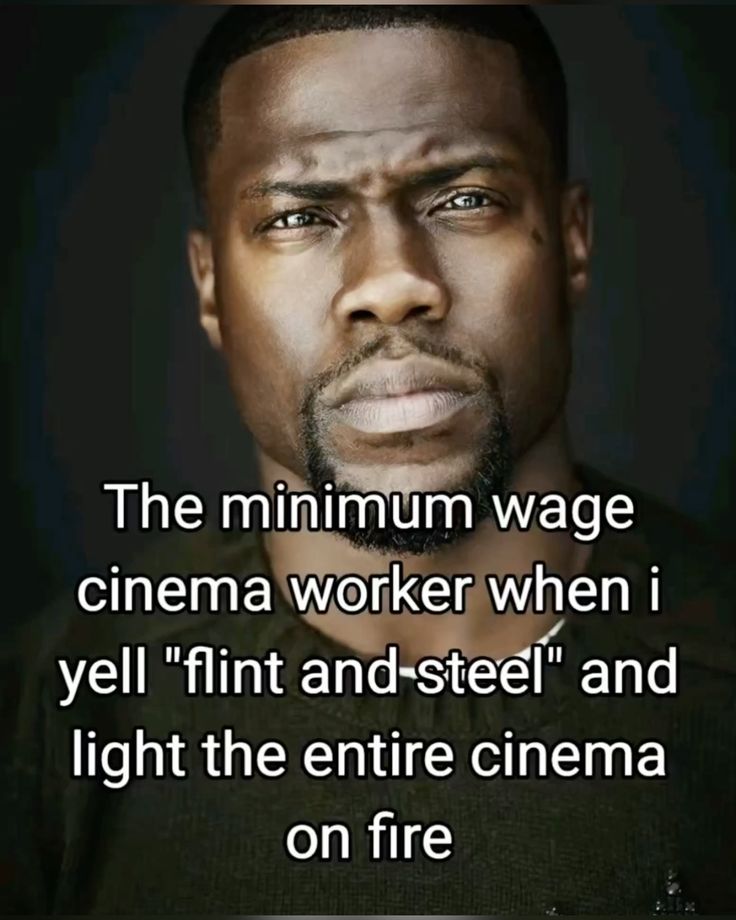 The minimum wage
cinema worker when i
yell "flint and steel" and
light the entire cinema
on fire